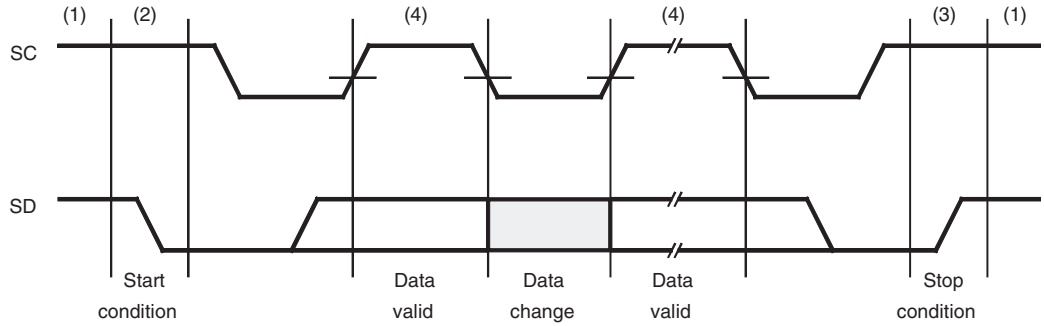 (1) (2) (4) (4) (3) (1)
SC
SD
Start Data Data Data Stop
condition valid change valid condition